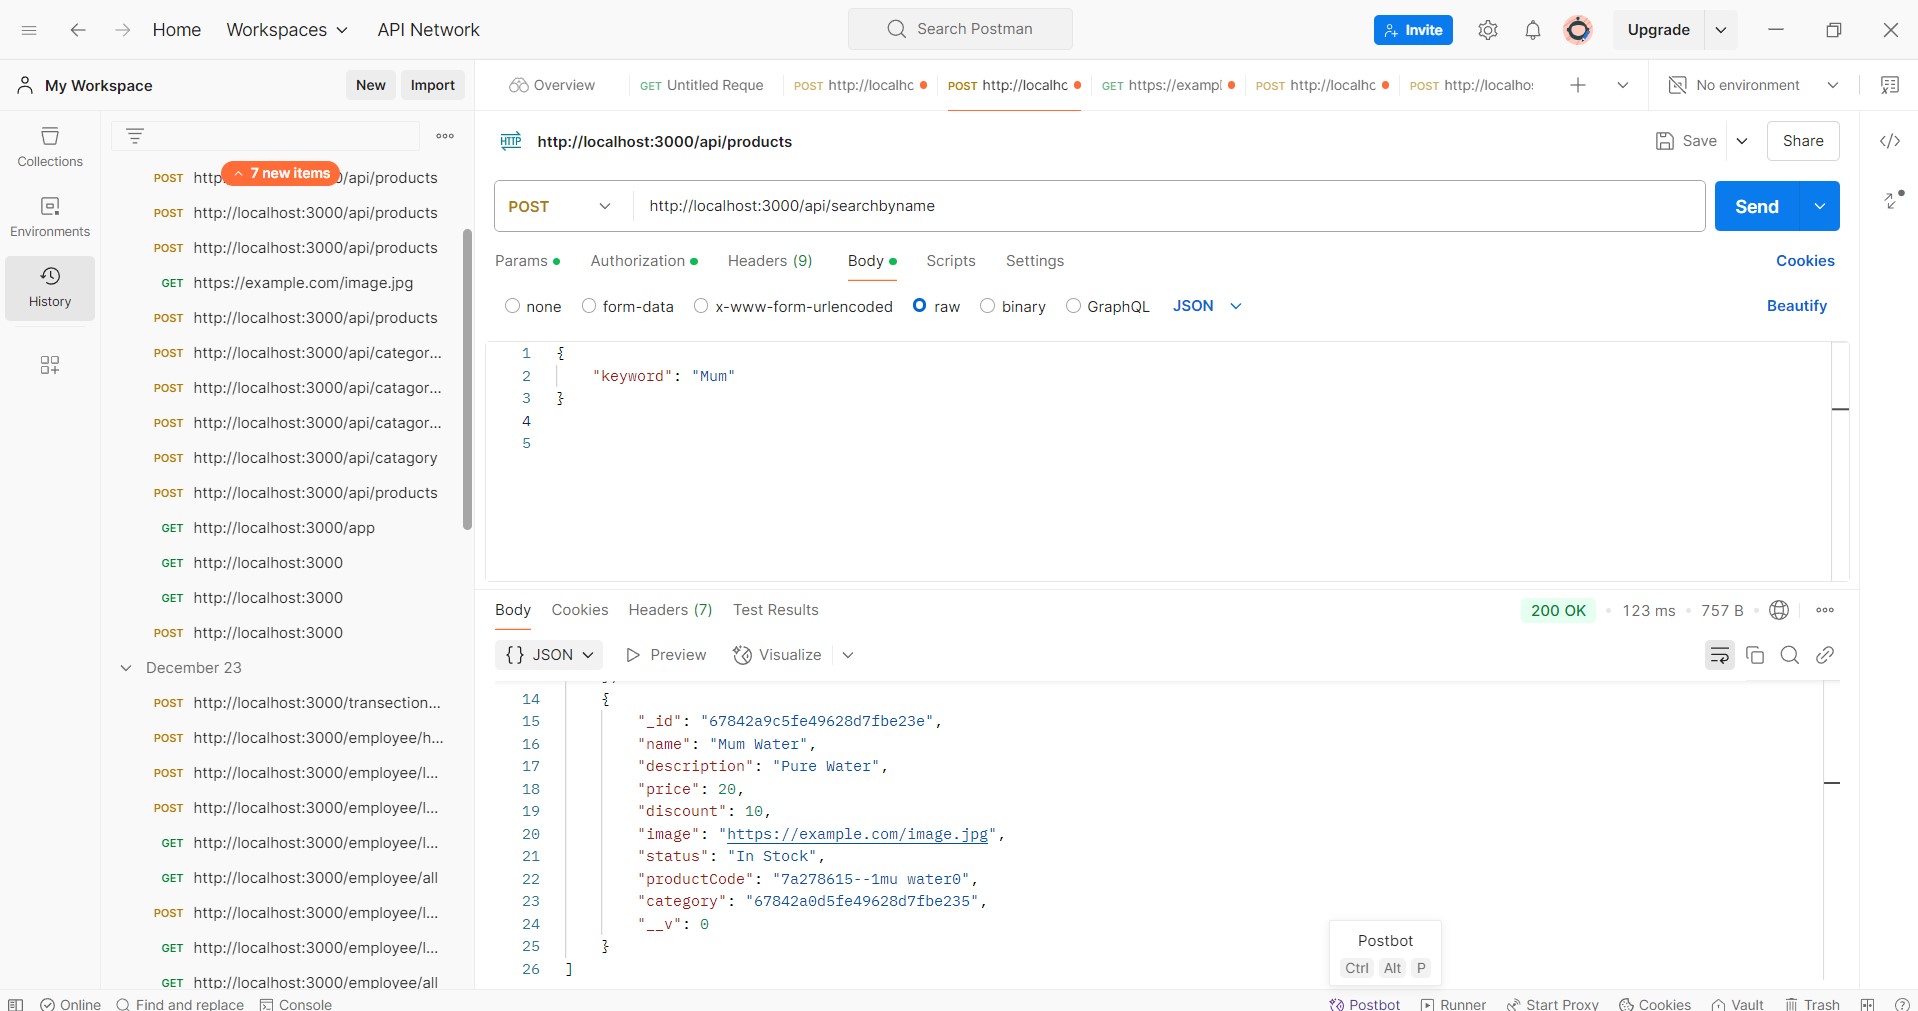 Home Workspaces API Network Search Postman Invite Upgrade
My Workspace New Import Overview GET Untitled Reque POST http://localhc POST http://localhc GET https://exampl POST http://localhc POST http://localhos No environment
Collections
Environments
History
7 new items
POST http /api/products
POST http://localhost:3000/api/products
POST http://localhost:3000/api/products
GET https://example.com/image.jpg
POST http://localhost:3000/api/products
POST http://localhost:3000/api/categor...
POST http://localhost:3000/api/catagor...
POST http://localhost:3000/api/catagor...
POST http://localhost:3000/api/catagory
POST http://localhost:3000/api/products
GET http://localhost:3000/app
GET http://localhost:3000
GET http://localhost:3000
POST http://localhost:3000
December 23
POST http://localhost:3000/transection...
POST http://localhost:3000/employee/h...
POST http://localhost:3000/employee/l...
POST http://localhost:3000/employee/l...
GET http://localhost:3000/employee/l...
GET http://localhost:3000/employee/all
POST http://localhost:3000/employee/l...
GET http://localhost:3000/employee/l...
GET http://localhost:3000/employee/all
HTTP http://localhost:3000/api/products Save Share
POST http://localhost:3000/api/searchbyname Send
Params Authorization Headers (9) Body Scripts Settings Cookies
none form-data x-www-form-urlencoded raw binary GraphQL JSON Beautify
1 {
2 "keyword": "Mum"
3 }
4
5
Body Cookies Headers (7) Test Results 200 OK 123 ms 757 B
{} JSON Preview Visualize
14 {
15 "_id": "67842a9c5fe49628d7fbe23e",
16 "name": "Mum Water",
17 "description": "Pure Water",
18 "price": 20,
19 "discount": 10,
20 "image": "https://example.com/image.jpg",
21 "status": "In Stock",
22 "productCode": "7a278615--1mu water0",
23 "category": "67842a0d5fe49628d7fbe235",
24 "__v": 0
25 }
26 ]
Postbot
Ctrl Alt P
Online Find and replace Console Postbot Runner Start Proxy Cookies Vault Trash